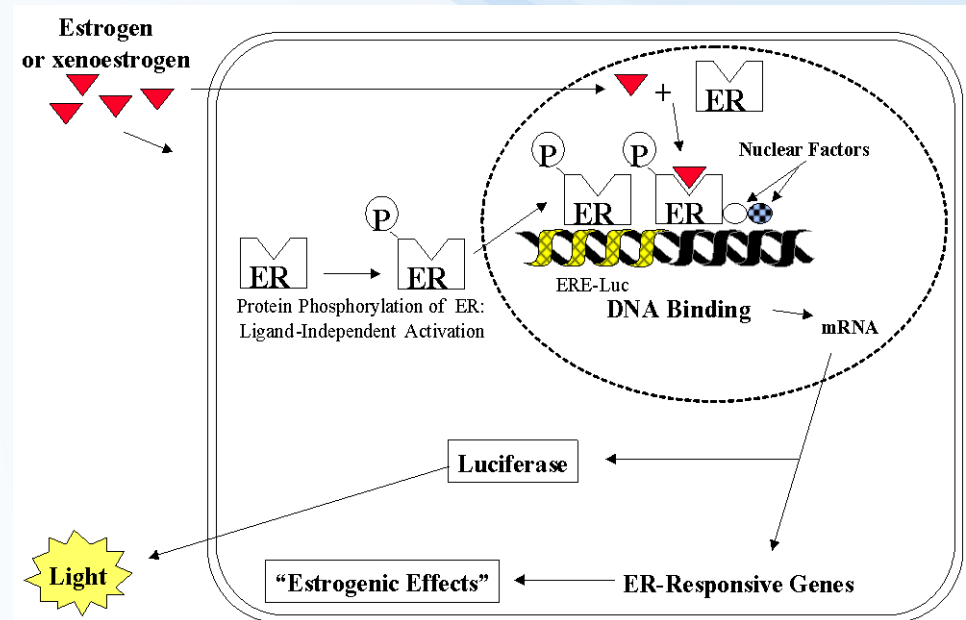 Estrogen
or xenoestrogen
+
ER
P
P
Nuclear Factors
ER
ER
P
ER
ER
ERE-Luc
Protein Phosphorylation of ER:
Ligand-Independent Activation
DNA Binding
mRNA
Luciferase
Light
“Estrogenic Effects”
ER-Responsive Genes